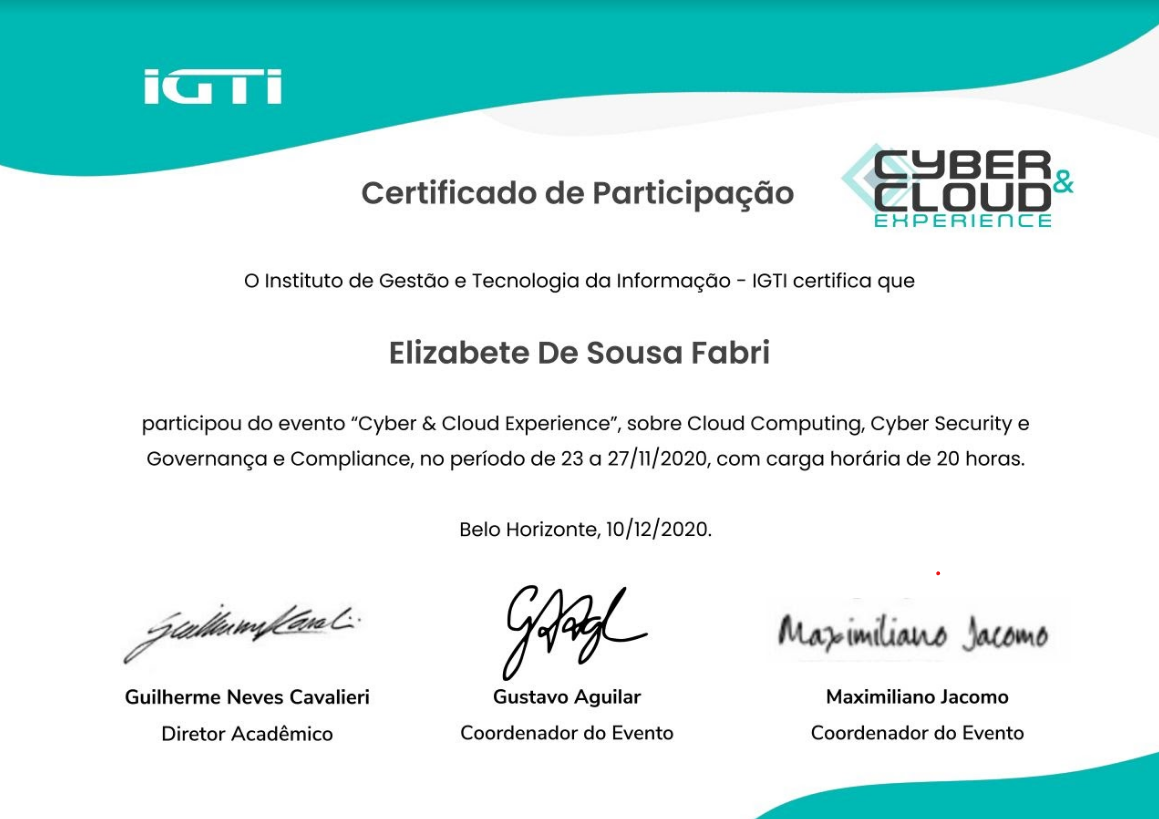 iGTi
CYBER &
CLOUD
EXPERIENCE
Certificado de Participação
O Instituto de Gestão e Tecnologia da Informação - IGTI certifica que
Elizabete De Sousa Fabri
participou do evento “Cyber & Cloud Experience”, sobre Cloud Computing, Cyber Security e
Governança e Compliance, no período de 23 a 27/11/2020, com carga horária de 20 horas.
Belo Horizonte, 10/12/2020.
Maximiliano Jacomo
Guilherme Neves Cavalieri
Diretor Acadêmico
Gustavo Aguilar
Coordenador do Evento
Maximiliano Jacomo
Coordenador do Evento